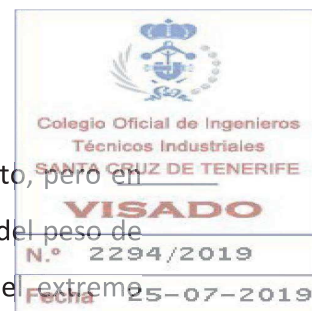 Colegio Oficial de Ingenieros
Técnicos Industriales
SANTA CRUZ DE TENERIFE
to, pero en
VISADO
del peso de
N.º 2294/2019
el extremo
Fecha 25-07-2019